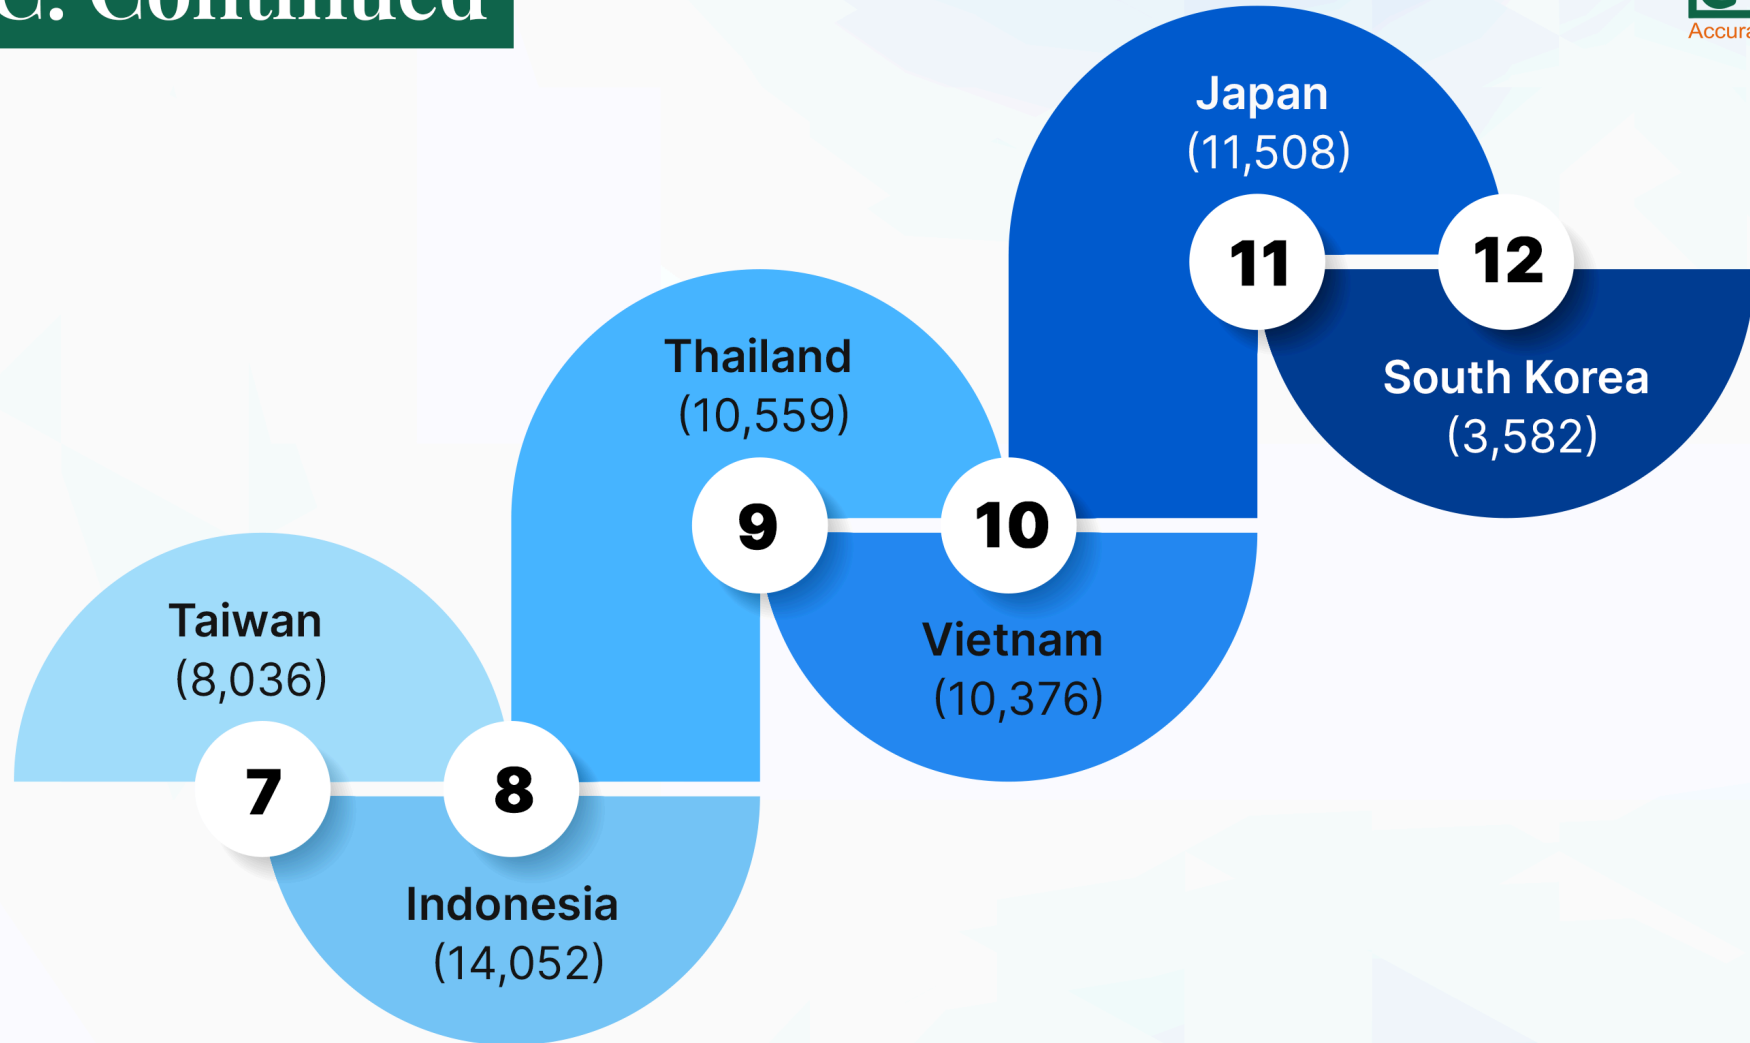 C. Continued
Japan
(11,508)
11
12
South Korea
(3,582)
Thailand
(10,559)
9
10
Vietnam
(10,376)
Taiwan
(8,036)
7
8
Indonesia
(14,052)